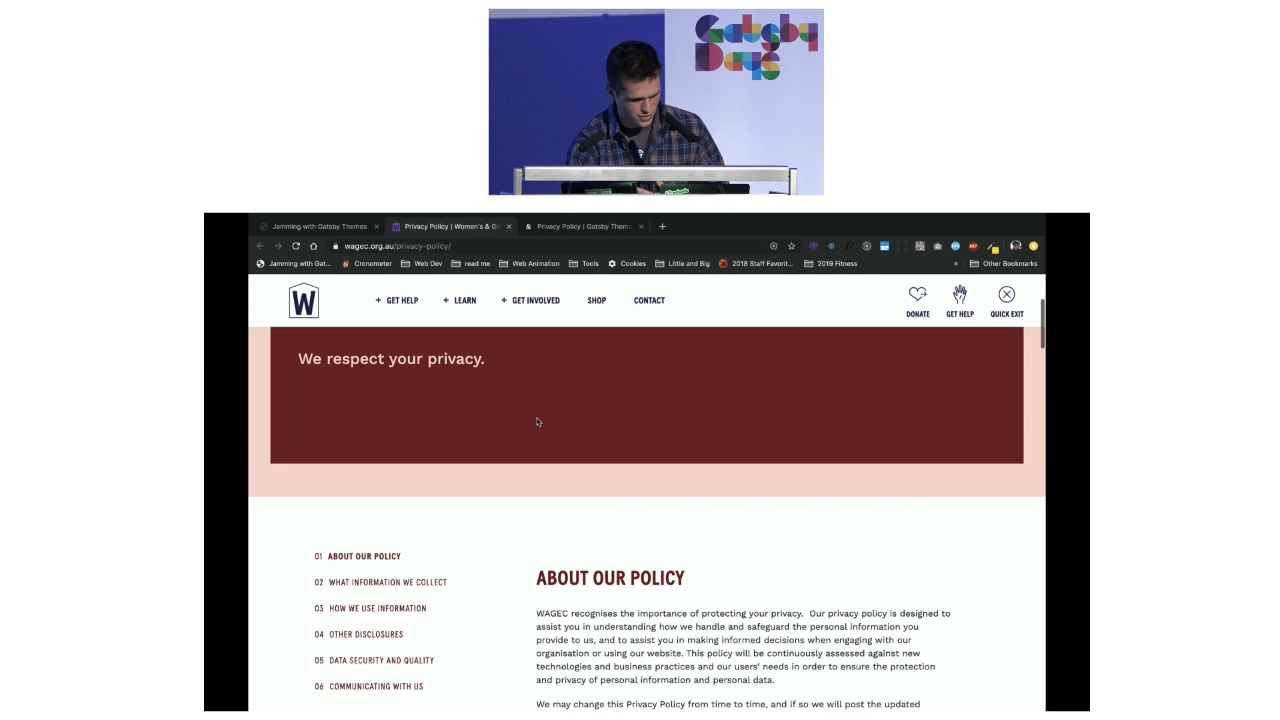 Gatsby
Days
Jamming with Gatsby Themes
Privacy Policy | Women's & Gi
Privacy Policy | Gatsby Theme
wagec.org.au/privacy-policy/
Jamming with Gat...
Cronometer
Web Dev
read me
Web Animation
Tools
Cookies
Little and Big
2018 Staff Favorit...
2019 Fitness
»
Other Bookmarks
W
+ GET HELP
+ LEARN
+ GET INVOLVED
SHOP
CONTACT
DONATE
GET HELP
QUICK EXIT
We respect your privacy.
01 ABOUT OUR POLICY
02 WHAT INFORMATION WE COLLECT
03 HOW WE USE INFORMATION
04 OTHER DISCLOSURES
05 DATA SECURITY AND QUALITY
06 COMMUNICATING WITH US
ABOUT OUR POLICY
WAGEC recognises the importance of protecting your privacy. Our privacy policy is designed to
assist you in understanding how we handle and safeguard the personal information you
provide to us, and to assist you in making informed decisions when engaging with our
organisation or using our website. This policy will be continuously assessed against new
technologies and business practices and our users' needs in order to ensure the protection
and privacy of personal information and personal data.
We may change this Privacy Policy from time to time, and if so we will post the updated